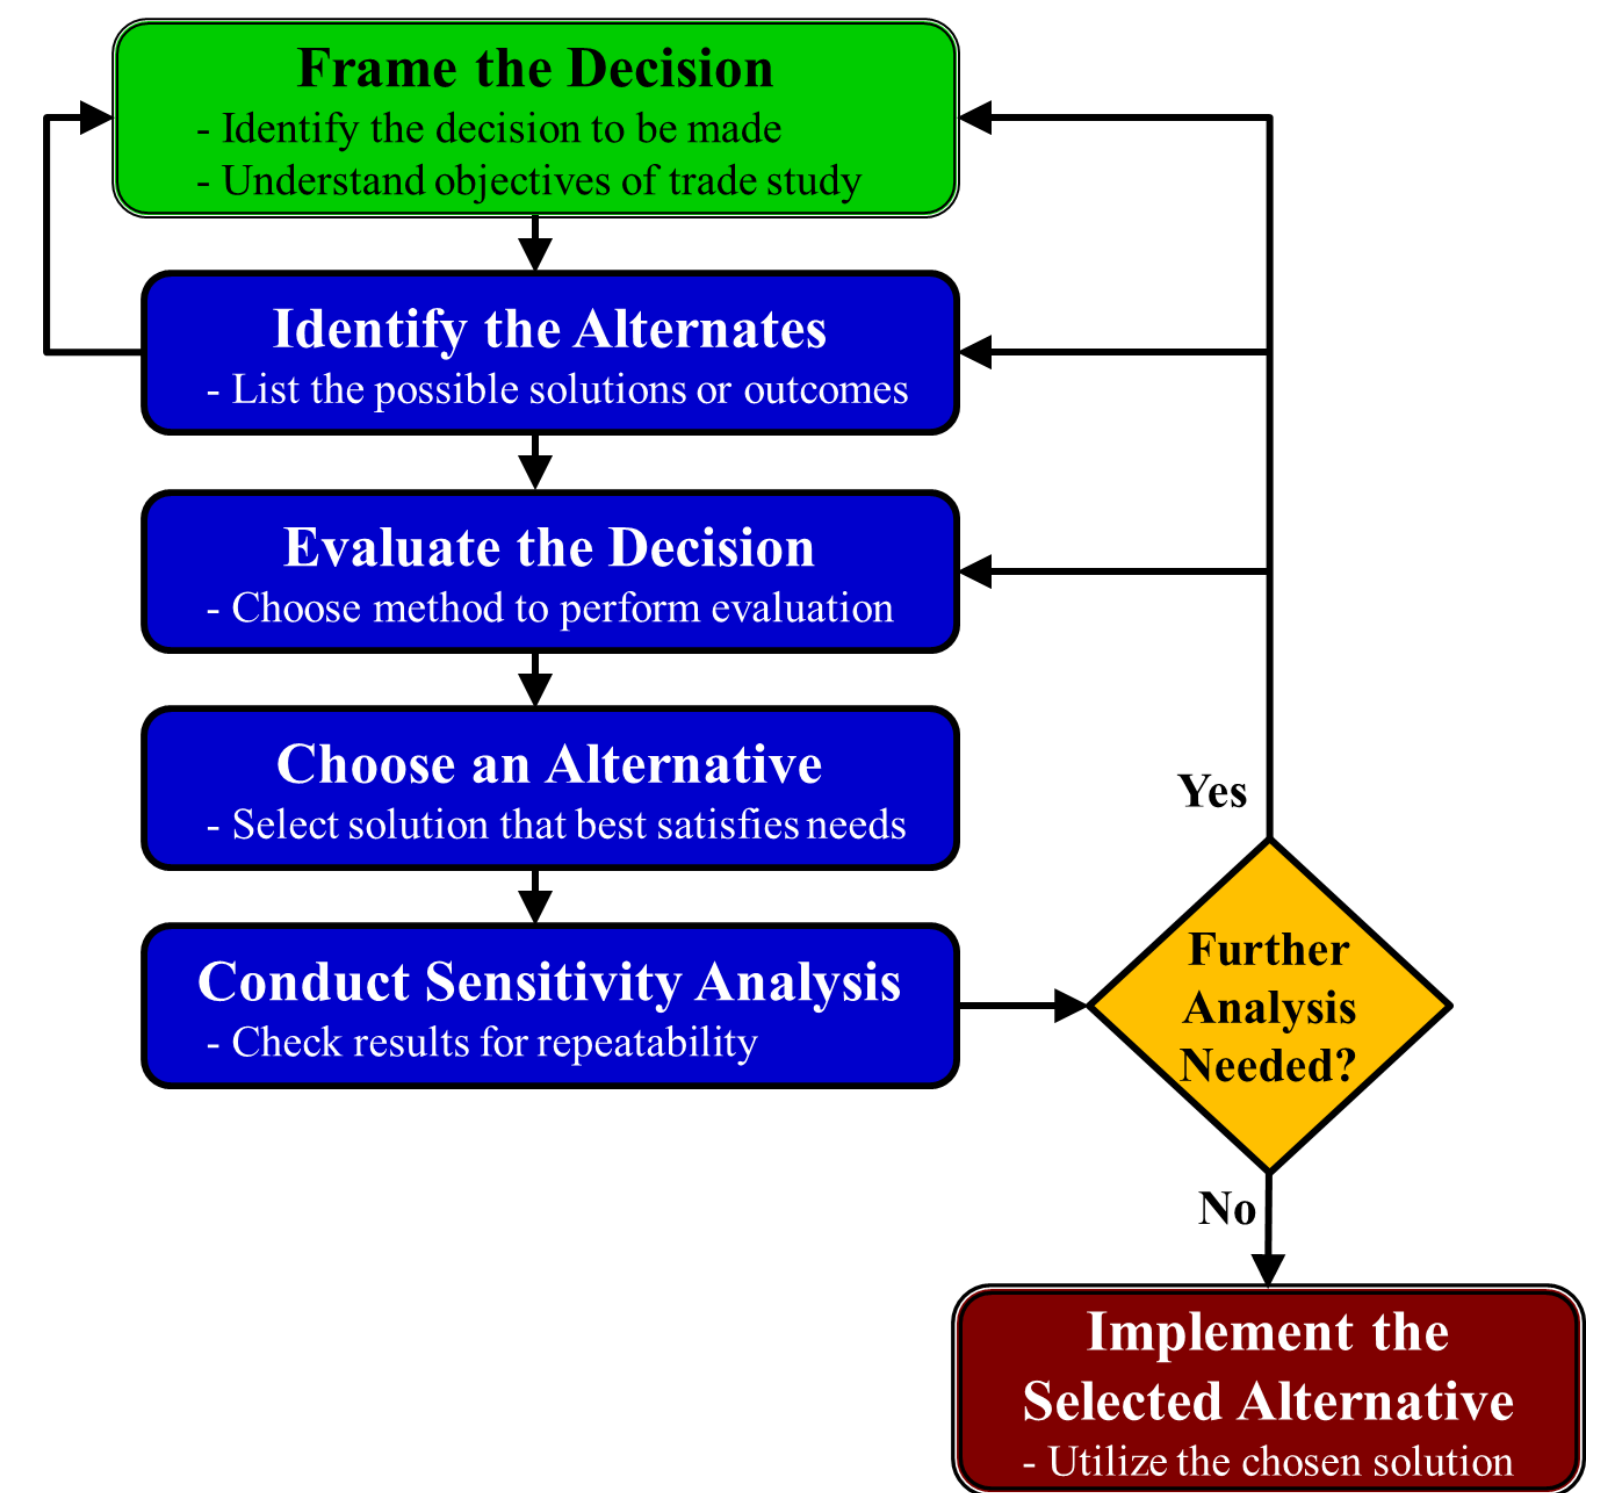 Frame the Decision
- Identify the decision to be made
- Understand objectives of trade study
Identify the Alternates
- List the possible solutions or outcomes
Evaluate the Decision
- Choose method to perform evaluation
Choose an Alternative
- Select solution that best satisfies needs
Conduct Sensitivity Analysis
- Check results for repeatability
Yes
Further
Analysis
Needed?
No
Implement the
Selected Alternative
- Utilize the chosen solution